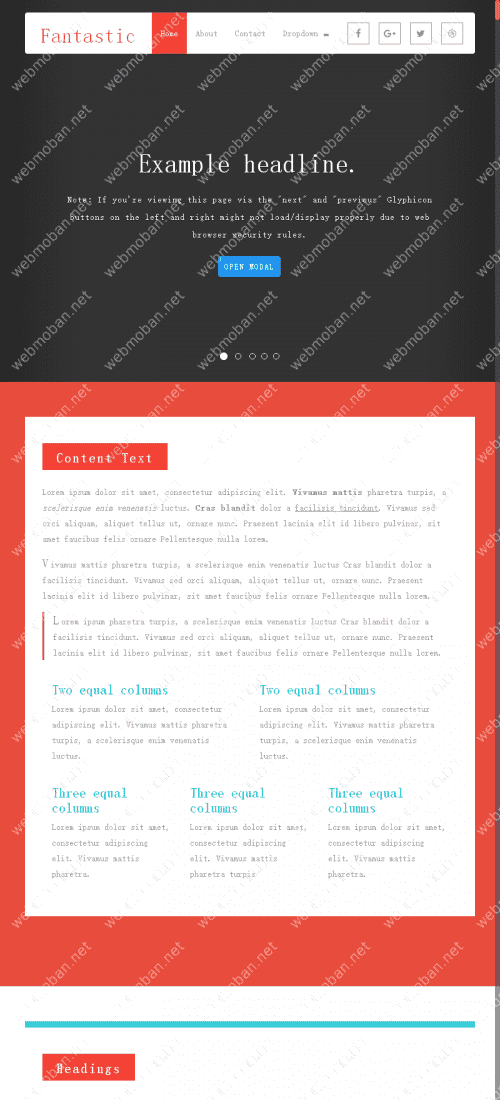 Fantastic
Home About Contact Dropdown
Example headline.
Note: If you're viewing this page via the "next" and "previous" Glyphicon
buttons on the left and right might not load/display properly due to web
browser security rules.
OPEN MODAL
Content Text
Lorem ipsum dolor sit amet, consectetur adipiscing elit. Vivamus mattis pharetra turpis, a
scelerisque enim venenatis luctus. Cras blandit dolor a facilisis tincidunt. Vivamus sed
orci aliquam, aliquet tellus ut, ornare nunc. Praesent lacinia elit id libero pulvinar, sit
amet faucibus felis ornare Pellentesque nulla lorem.
Vivamus mattis pharetra turpis, a scelerisque enim venenatis luctus Cras blandit dolor a
facilisis tincidunt. Vivamus sed orci aliquam, aliquet tellus ut, ornare nunc. Praesent
lacinia elit id libero pulvinar, sit amet faucibus felis ornare Pellentesque nulla lorem.
Lorem ipsum pharetra turpis, a scelerisque enim venenatis luctus Cras blandit dolor a
facilisis tincidunt. Vivamus sed orci aliquam, aliquet tellus ut, ornare nunc. Praesent
lacinia elit id libero pulvinar, sit amet faucibus felis ornare Pellentesque nulla lorem.
Two equal columns
Lorem ipsum dolor sit amet, consectetur
adipiscing elit. Vivamus mattis pharetra
turpis, a scelerisque enim venenatis
luctus.
Two equal columns
Lorem ipsum dolor sit amet, consectetur
adipiscing elit. Vivamus mattis pharetra
turpis, a scelerisque enim venenatis
luctus.
Three equal
columns
Lorem ipsum dolor sit amet,
consectetur adipiscing
elit. Vivamus mattis
pharetra.
Three equal
columns
Lorem ipsum dolor sit amet,
consectetur adipiscing
elit. Vivamus mattis
pharetra turpis
Three equal
columns
Lorem ipsum dolor sit amet,
consectetur adipiscing
elit. Vivamus mattis
pharetra.
Headings
webmoban.net